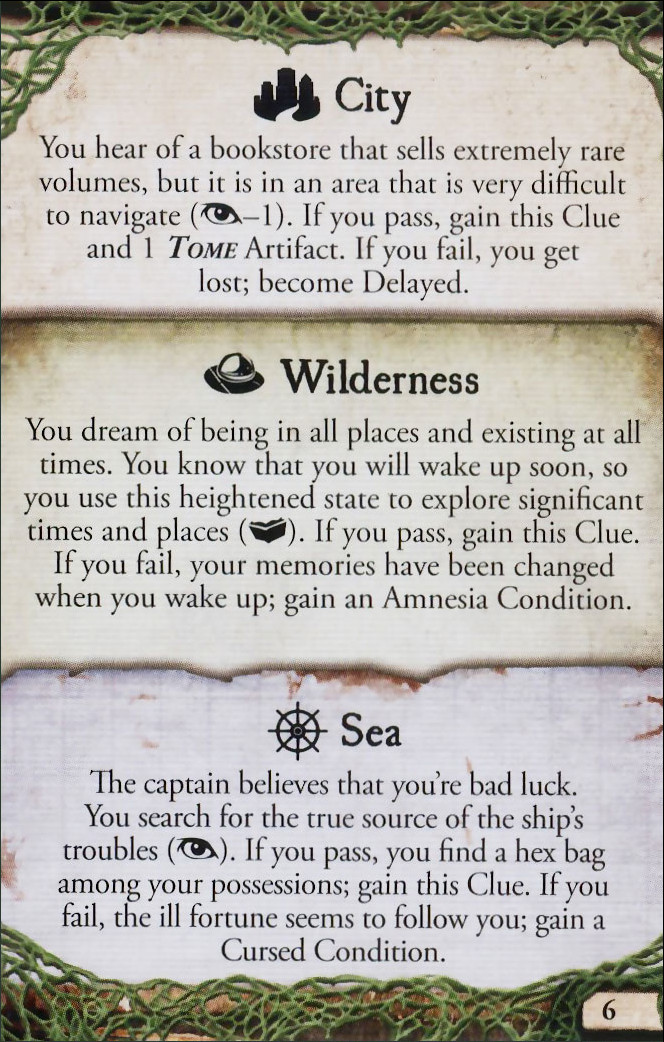 City
You hear of a bookstore that sells extremely rare
volumes, but it is in an area that is very difficult
to navigate (–1). If you pass, gain this Clue
and 1 TOME Artifact. If you fail, you get
lost; become Delayed.
Wilderness
You dream of being in all places and existing at all
times. You know that you will wake up soon, so
you use this heightened state to explore significant
times and places (). If you pass, gain this Clue.
If you fail, your memories have been changed
when you wake up; gain an Amnesia Condition.
Sea
The captain believes that you’re bad luck.
You search for the true source of the ship’s
troubles (). If you pass, you find a hex bag
among your possessions; gain this Clue. If you
fail, the ill fortune seems to follow you; gain a
Cursed Condition.
6